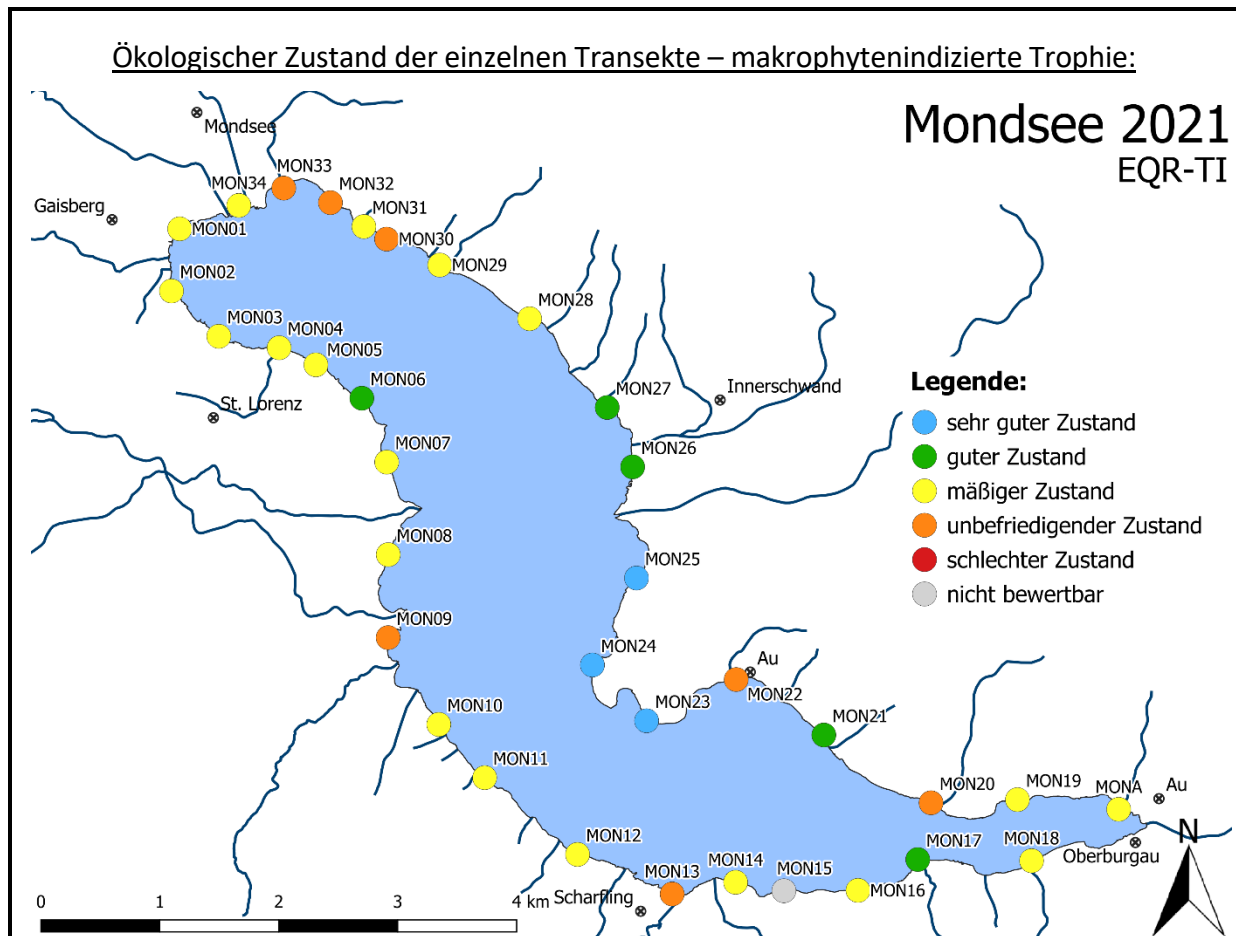 Ökologischer Zustand der einzelnen Transekte – makrophytenindizierte Trophie:
Mondsee 2021
EQR-TI
Mondsee
MON33
MON34
MON32
Gaisberg
MON31
MON01
MON30
MON29
MON02
MON28
MON03
MON04
MON05
MON06
MON27
Innerschwand
St. Lorenz
MON07
MON26
MON08
MON25
MON09
MON24
Au
MON22
MON23
MON10
MON21
MON11
MON20
MON19
MONA
Au
MON12
MON17
MON18
Oberburgau
MON13
MON14
MON15
MON16
Scharfling
Legende:
sehr guter Zustand
guter Zustand
mäßiger Zustand
unbefriedigender Zustand
schlechter Zustand
nicht bewertbar
N
0 1 2 3 4 km